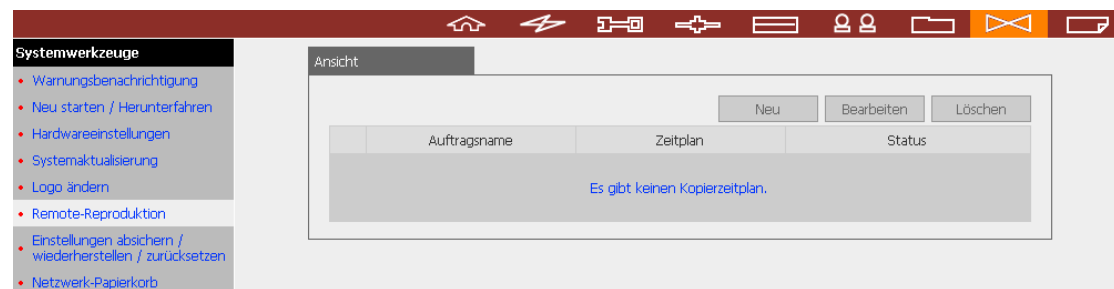 Systemwerkzeuge
Warnungsbenachrichtigung
Neu starten / Herunterfahren
Hardwareeinstellungen
Systemaktualisierung
Logo ändern
Remote-Reproduktion
Einstellungen absichern /
wiederherstellen / zurücksetzen
Netzwerk-Papierkorb
Ansicht
Neu Bearbeiten Löschen
Auftragsname Zeitplan Status
Es gibt keinen Kopierzeitplan.